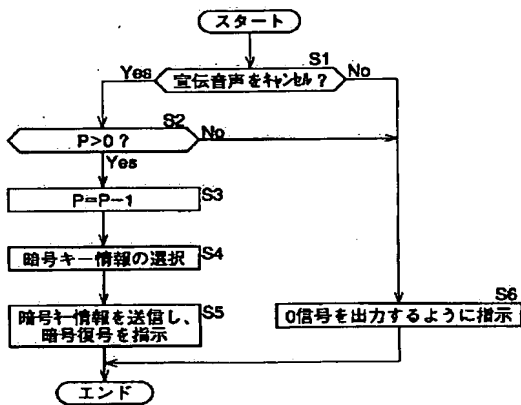 スタート
S1
Yes
宣伝音声をキャンセル?
No
S2
P>0?
No
Yes
P=P-1
S3
暗号キー情報の選択
S4
暗号キー情報を送信し、
暗号復号を指示
S5
S6
0信号を出力するように指示
エンド